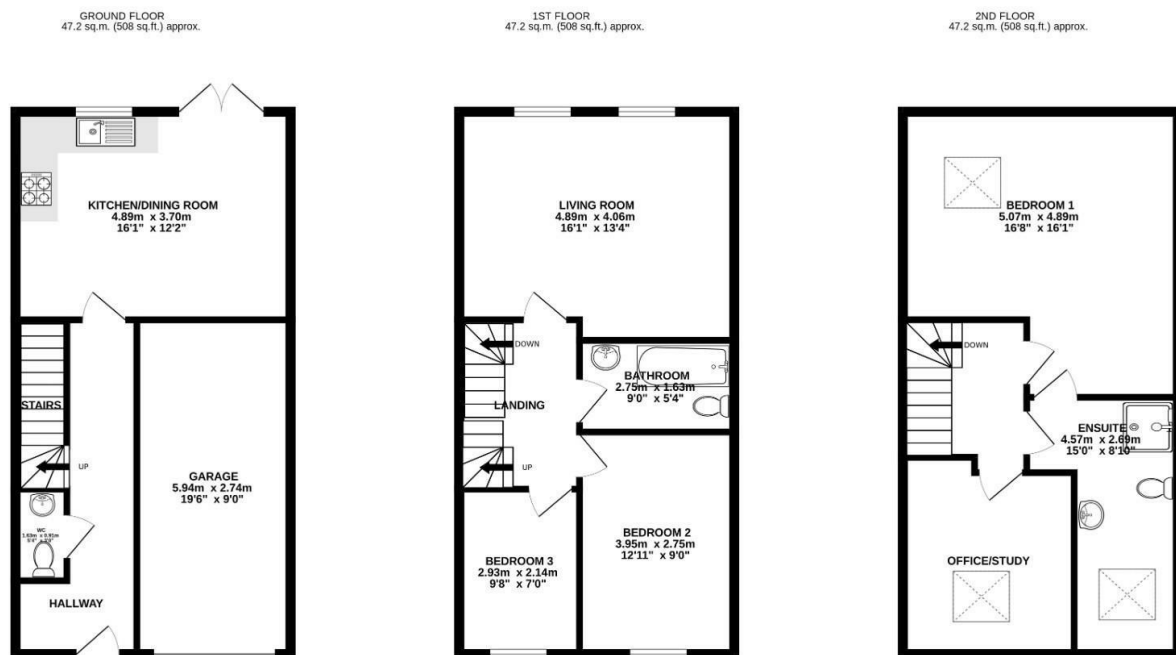 GROUND FLOOR
47.2 sq.m. (508 sq.ft.) approx.
KITCHEN/DINING ROOM
4.89m x 3.70m
16'1" x 12'2"
STAIRS
UP
GARAGE
5.94m x 2.74m
19'6" x 9'0"
WC
1.63m x 0.91m
HALLWAY
1ST FLOOR
47.2 sq.m. (508 sq.ft.) approx.
LIVING ROOM
4.89m x 4.06m
16'1" x 13'4"
DOWN
BATHROOM
2.75m x 1.63m
9'0" x 5'4"
LANDING
UP
BEDROOM 2
3.95m x 2.75m
12'11" x 9'0"
BEDROOM 3
2.93m x 2.14m
9'8" x 7'0"
2ND FLOOR
47.2 sq.m. (508 sq.ft.) approx.
BEDROOM 1
5.07m x 4.89m
16'8" x 16'1"
DOWN
ENSUITE
4.57m x 2.69m
15'0" x 8'10"
OFFICE/STUDY